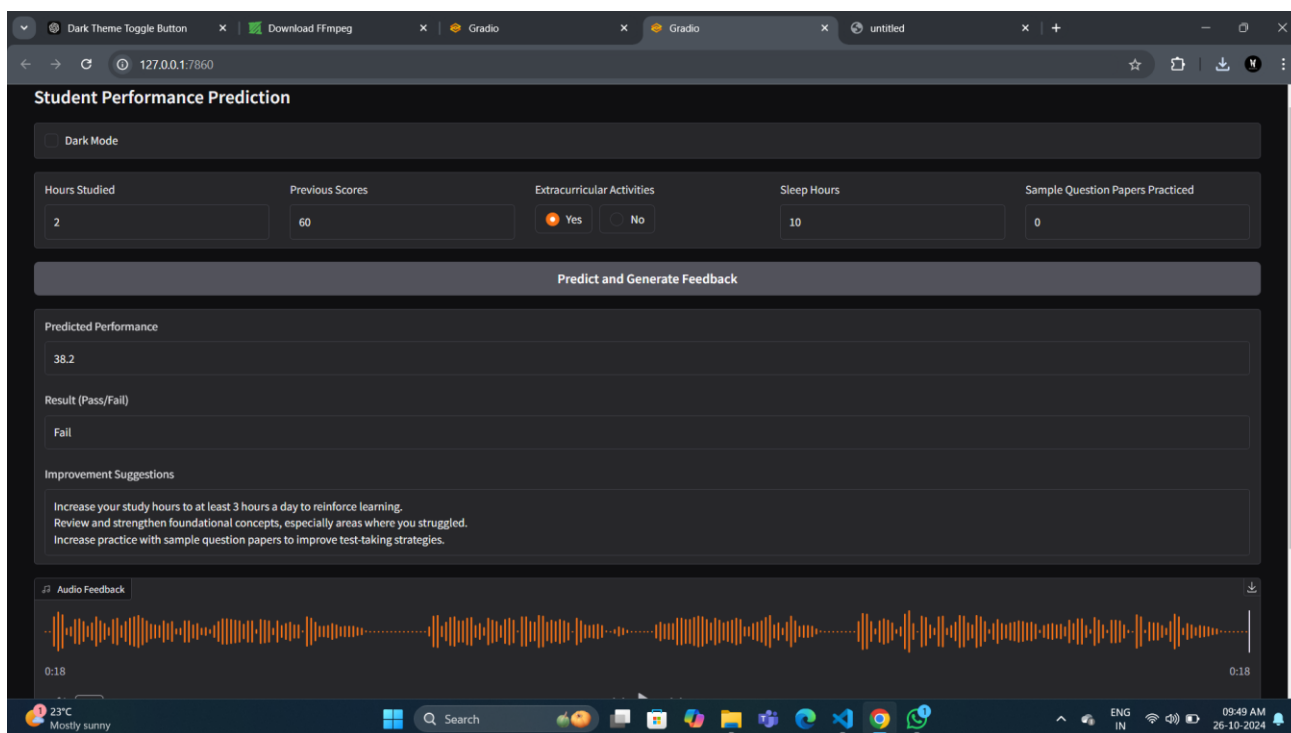 Dark Theme Toggle Button
Download FFmpeg
Gradio
Gradio
untitled
127.0.0.1:7860
Student Performance Prediction
Dark Mode
Hours Studied
Previous Scores
Extracurricular Activities
Sleep Hours
Sample Question Papers Practiced
2
60
Yes
No
10
0
Predict and Generate Feedback
Predicted Performance
38.2
Result (Pass/Fail)
Fail
Improvement Suggestions
Increase your study hours to at least 3 hours a day to reinforce learning.
Review and strengthen foundational concepts, especially areas where you struggled.
Increase practice with sample question papers to improve test-taking strategies.
Audio Feedback
0:18
0:18
1
23°C
Mostly sunny
Search
ENG
IN
09:49 AM
26-10-2024